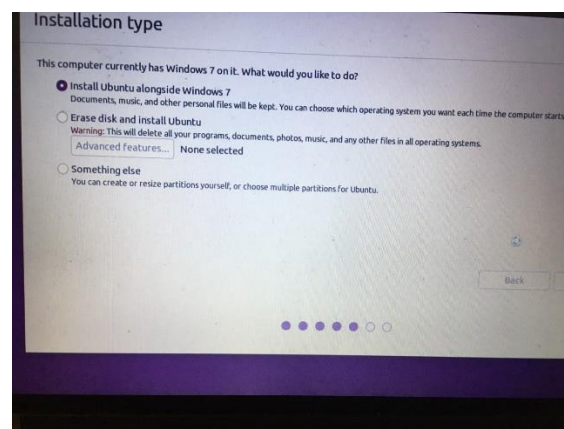 Installation type
This computer currently has Windows 7 on it. What would you like to do?
Install Ubuntu alongside Windows 7
Documents, music, and other personal files will be kept. You can choose which operating system you want each time the computer starts
Erase disk and install Ubuntu
Warning: This will delete all your programs, documents, photos, music, and any other files in all operating systems.
Advanced features... None selected
Something else
You can create or resize partitions yourself, or choose multiple partitions for Ubuntu.
Back